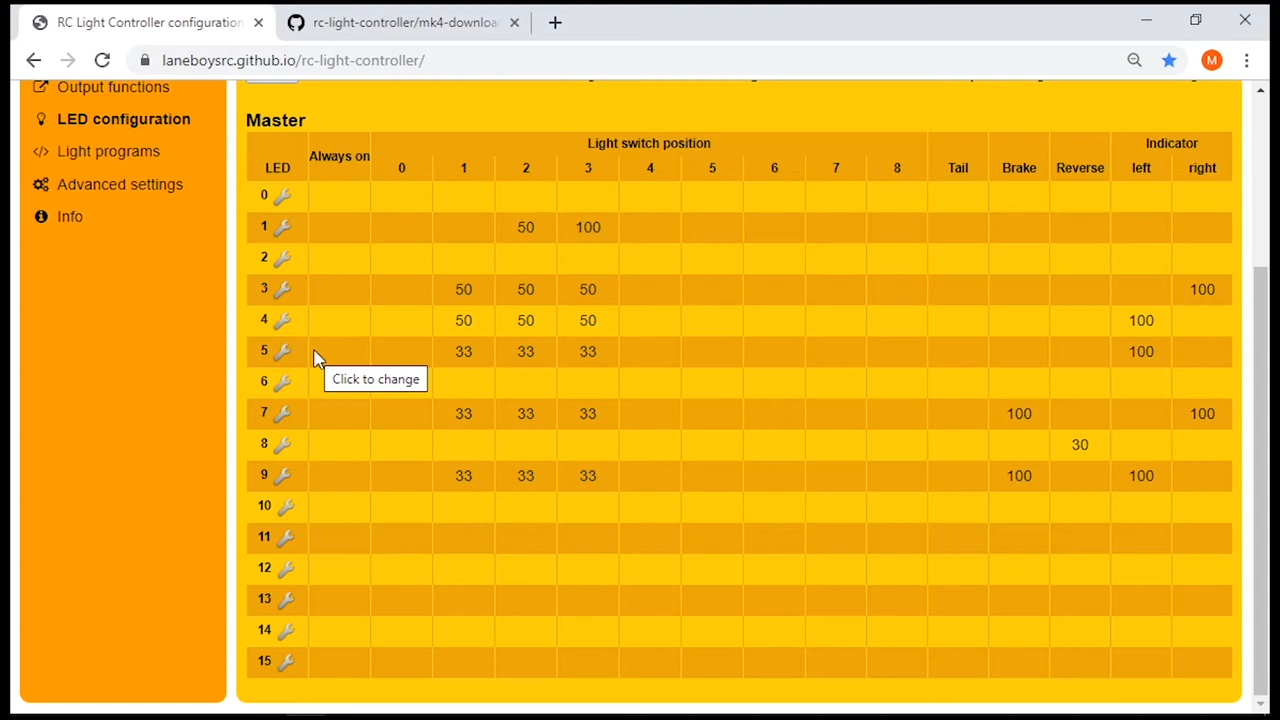 RC Light Controller configuration
rc-light-controller/mk4-downloa
laneboysrc.github.io/rc-light-controller/
M
Output functions
LED configuration
Light programs
Advanced settings
Info
Master
Light switch position
Indicator
Always on
LED 0 1 2 3 4 5 6 7 8 Tail Brake Reverse left right
0
1 50 100
2
3 50 50 50 100
4 50 50 50 100
5 33 33 33 100
Click to change
6
7 33 33 33 100 100
8 30
9 33 33 33 100 100
10
11
12
13
14
15